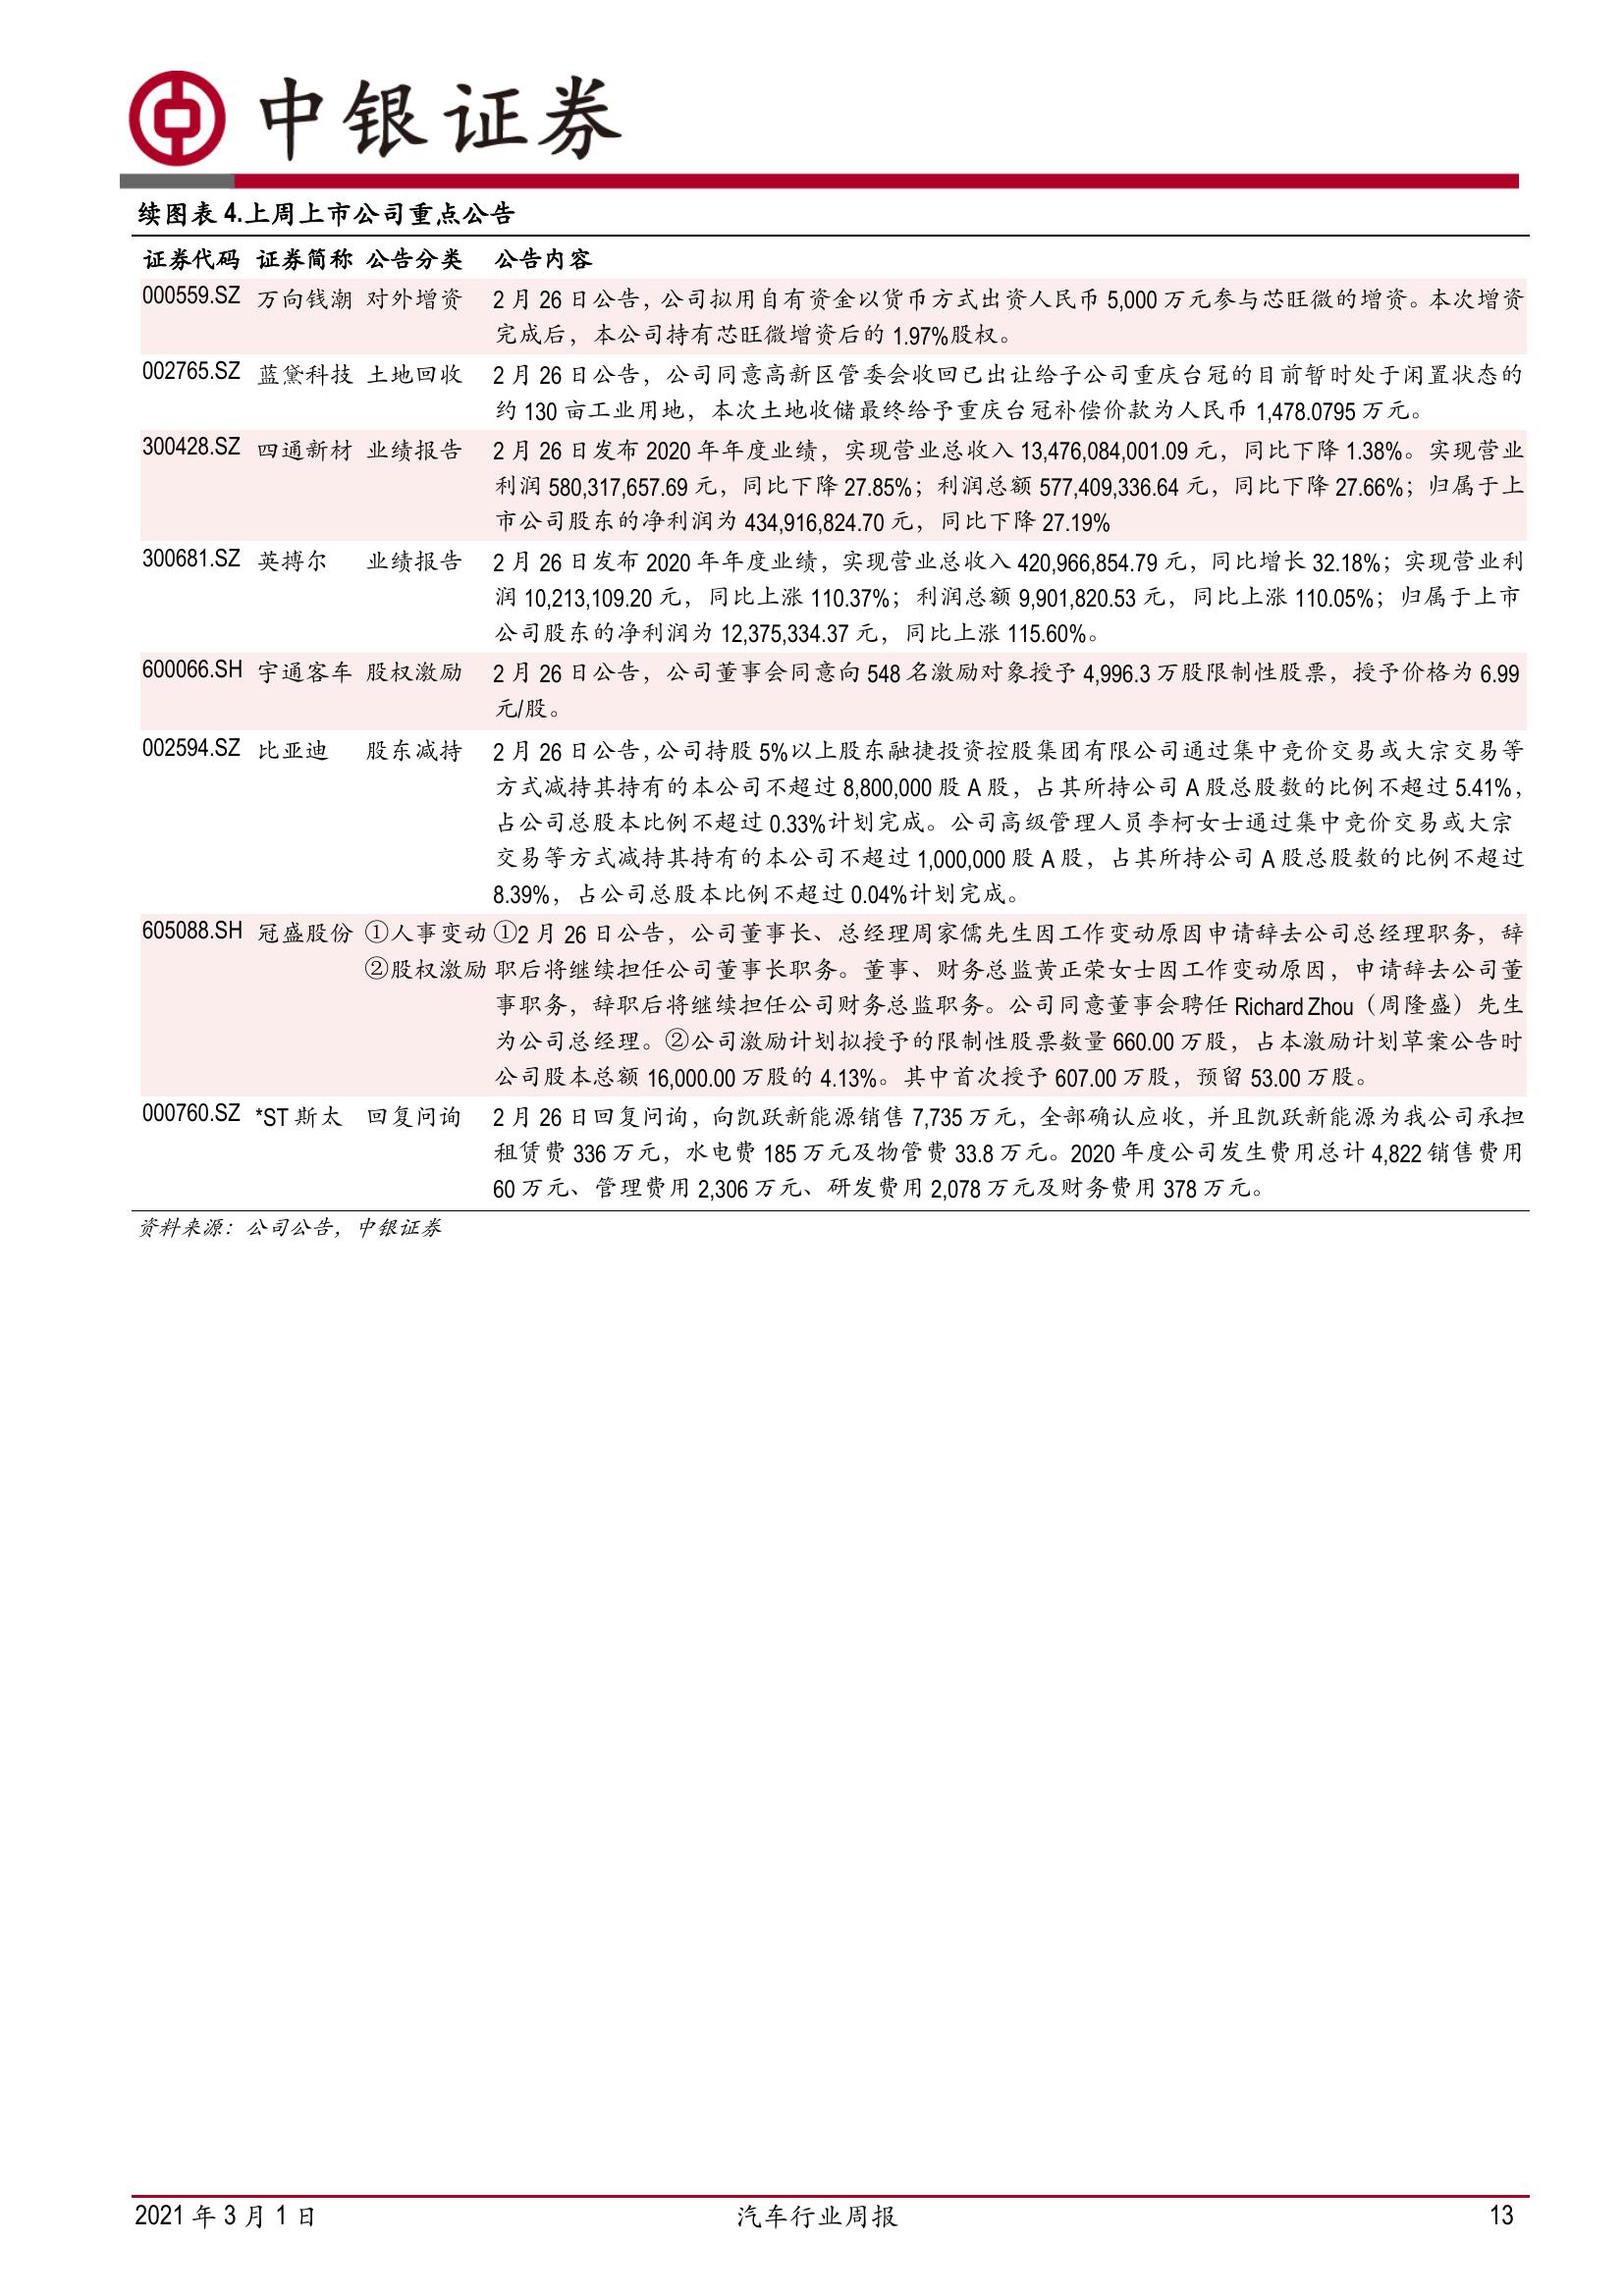 中银证券
续图表 4.上周上市公司重点公告
证券代码 证券简称 公告分类 公告内容
000559.SZ 万向钱潮 对外增资 2 月 26 日公告，公司拟用自有资金以货币方式出资人民币 5,000 万元参与芯旺微的增资。本次增资
完成后，本公司持有芯旺微增资后的 1.97%股权。
002765.SZ 蓝黛科技 土地回收 2 月 26 日公告，公司同意高新区管委会收回已出让给子公司重庆台冠的目前暂时处于闲置状态的
约 130 亩工业用地，本次土地收储最终给予重庆台冠补偿价款为人民币 1,478.0795 万元。
300428.SZ 四通新材 业绩报告 2 月 26 日发布 2020 年年度业绩，实现营业总收入 13,476,084,001.09 元，同比下降 1.38%。实现营业
利润 580,317,657.69 元，同比下降 27.85%；利润总额 577,409,336.64 元，同比下降 27.66%；归属于上
市公司股东的净利润为 434,916,824.70 元，同比下降 27.19%
300681.SZ 英搏尔 业绩报告 2 月 26 日发布 2020 年年度业绩，实现营业总收入 420,966,854.79 元，同比增长 32.18%；实现营业利
润 10,213,109.20 元，同比上涨 110.37%；利润总额 9,901,820.53 元，同比上涨 110.05%；归属于上市
公司股东的净利润为 12,375,334.37 元，同比上涨 115.60%。
600066.SH 宇通客车 股权激励 2 月 26 日公告，公司董事会同意向 548 名激励对象授予 4,996.3 万股限制性股票，授予价格为 6.99
元/股。
002594.SZ 比亚迪 股东减持 2 月 26 日公告，公司持股 5%以上股东融捷投资控股集团有限公司通过集中竞价交易或大宗交易等
方式减持其持有的本公司不超过 8,800,000 股 A 股，占其所持公司 A 股总股数的比例不超过 5.41%，
占公司总股本比例不超过 0.33%计划完成。公司高级管理人员李柯女士通过集中竞价交易或大宗
交易等方式减持其持有的本公司不超过 1,000,000 股 A 股，占其所持公司 A 股总股数的比例不超过
8.39%，占公司总股本比例不超过 0.04%计划完成。
605088.SH 冠盛股份 ①人事变动 ①2 月 26 日公告，公司董事长、总经理周家儒先生因工作变动原因申请辞去公司总经理职务，辞
②股权激励 职后将继续担任公司董事长职务。董事、财务总监黄正荣女士因工作变动原因，申请辞去公司董
事职务，辞职后将继续担任公司财务总监职务。公司同意董事会聘任 Richard Zhou（周隆盛）先生
为公司总经理。②公司激励计划拟授予的限制性股票数量 660.00 万股，占本激励计划草案公告时
公司股本总额 16,000.00 万股的 4.13%。其中首次授予 607.00 万股，预留 53.00 万股。
000760.SZ *ST 斯太 回复问询 2 月 26 日回复问询，向凯跃新能源销售 7,735 万元，全部确认应收，并且凯跃新能源为我公司承担
租赁费 336 万元，水电费 185 万元及物管费 33.8 万元。2020 年度公司发生费用总计 4,822 销售费用
60 万元、管理费用 2,306 万元、研发费用 2,078 万元及财务费用 378 万元。
资料来源：公司公告，中银证券
2021 年 3 月 1 日 汽车行业周报 13